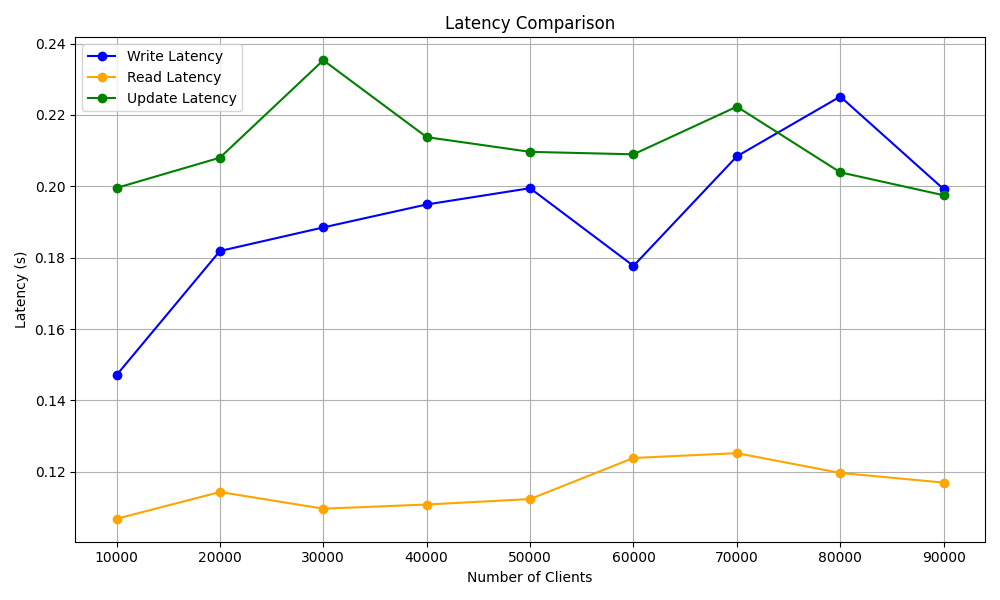 Latency Comparison
Write Latency
Read Latency
Update Latency
0.24
0.22
0.20
0.18
0.16
0.14
0.12
Latency (s)
10000 20000 30000 40000 50000 60000 70000 80000 90000
Number of Clients